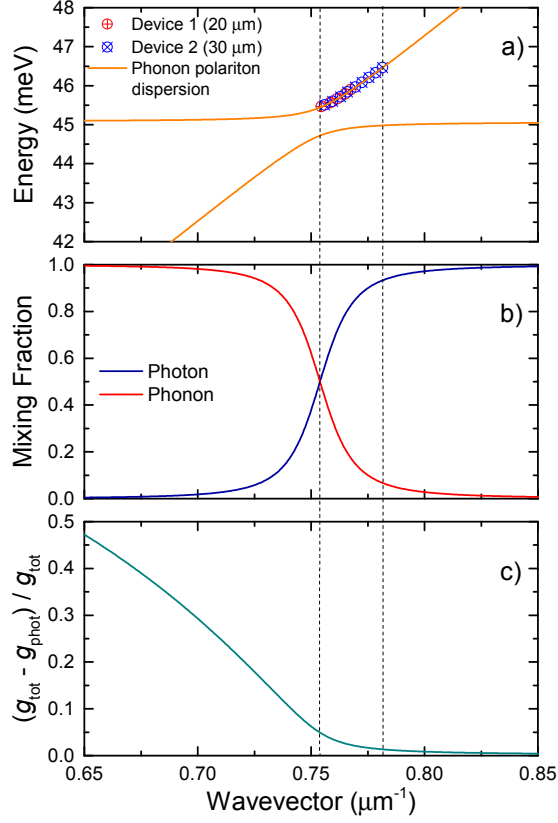 48
47
46
45
44
43
42
Energy (meV)
Device 1 (20 μm)
Device 2 (30 μm)
Phonon polariton
dispersion
a)
1.0
0.8
0.6
0.4
0.2
0.0
Mixing Fraction
Photon
Phonon
b)
0.5
0.4
0.3
0.2
0.1
0.0
(g_tot - g_phot) / g_tot
c)
0.65
0.70
0.75
0.80
0.85
Wavevector (μm⁻¹)